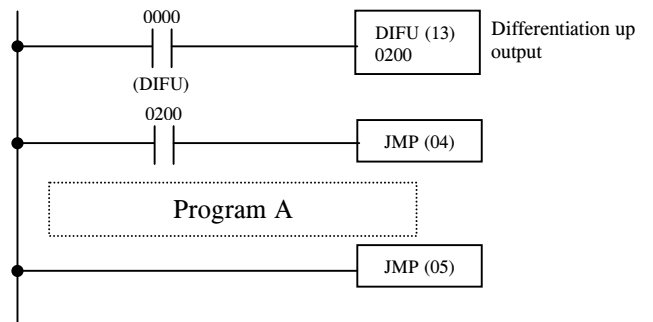 0000
DIFU (13)
0200
Differentiation up
output
(DIFU)
0200
JMP (04)
Program A
JMP (05)